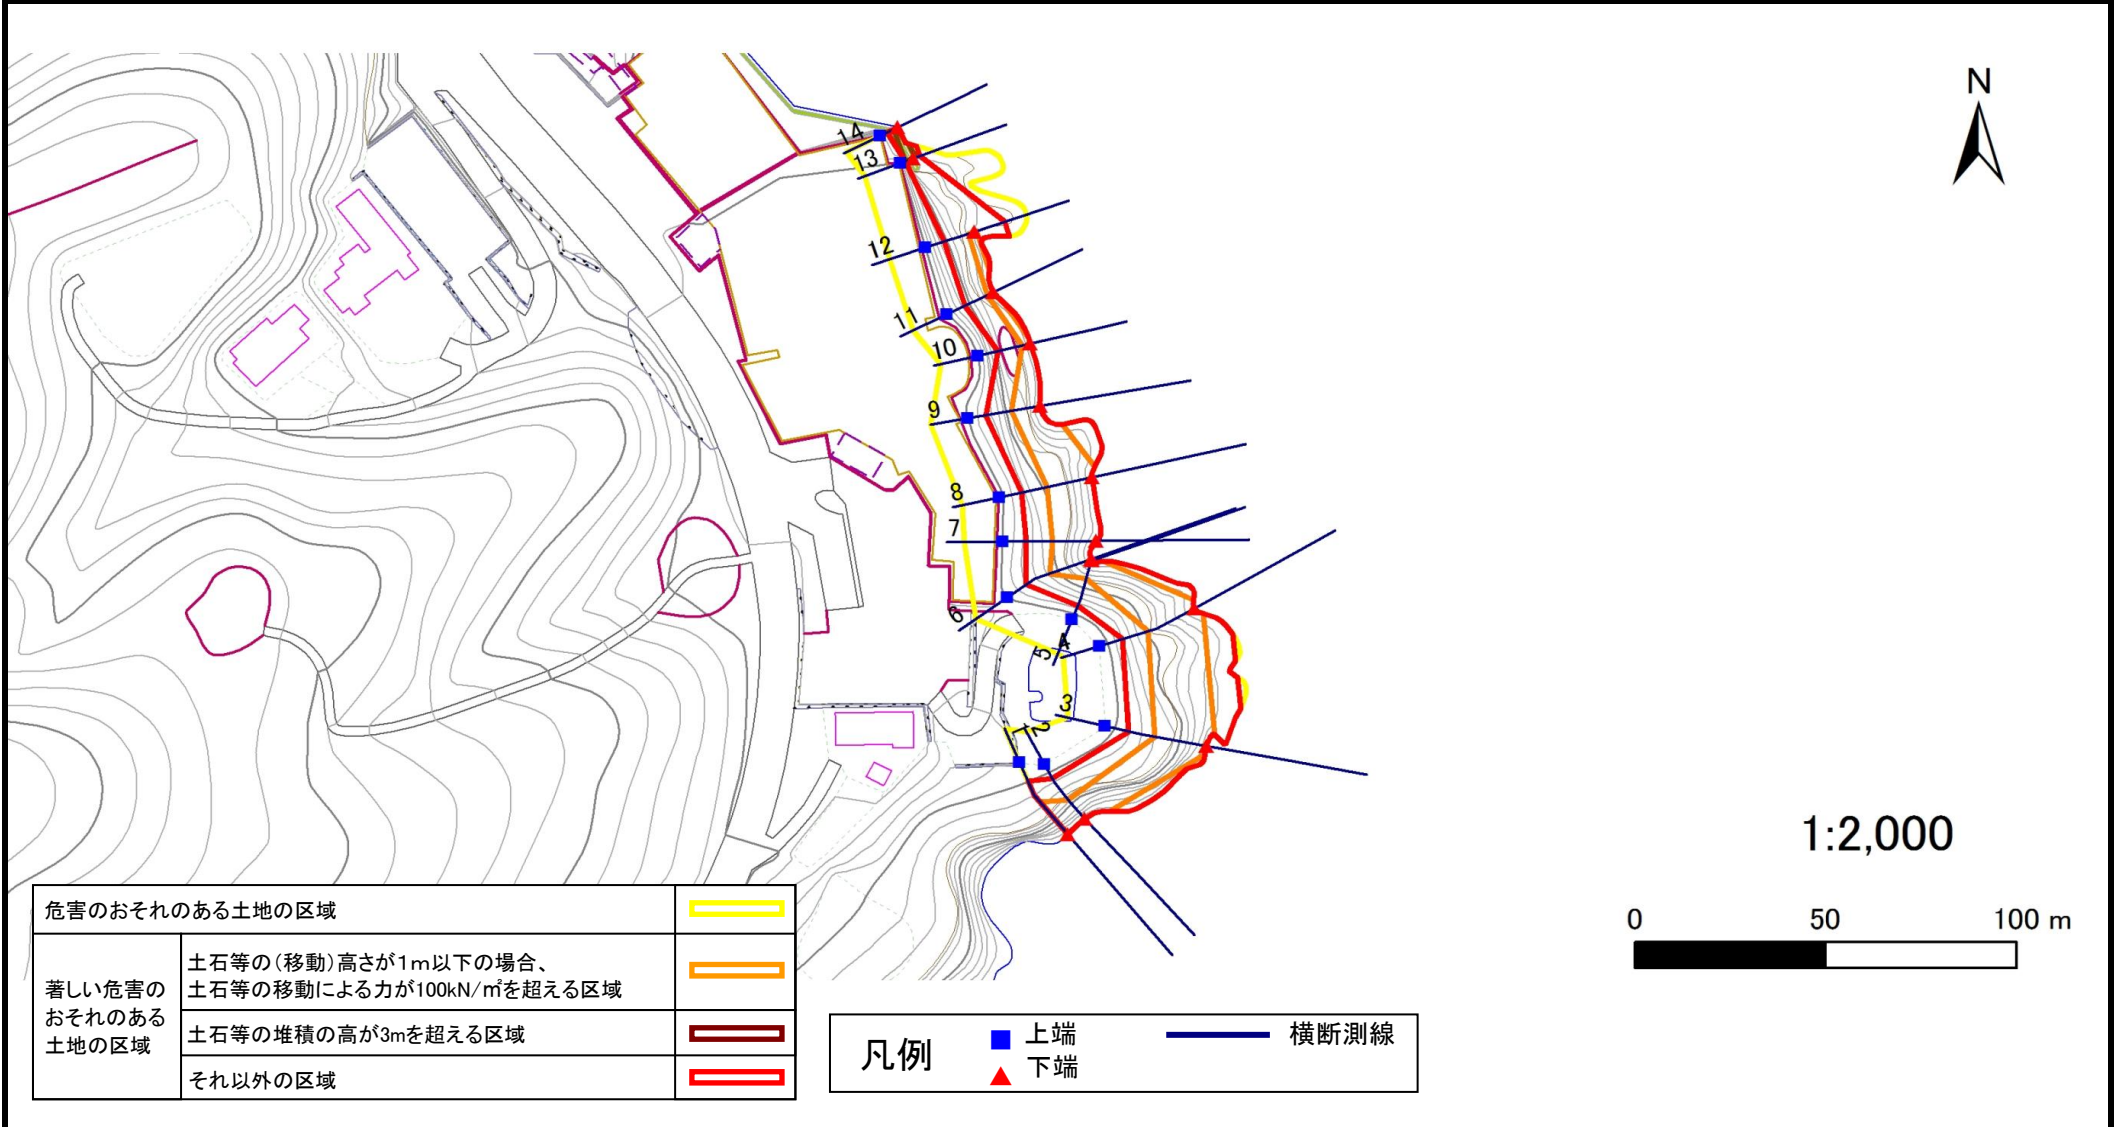 N
14
13
12
11
10
9
8
7
6
5
4
3
2
1
1:2,000
0 50 100 m
危害のおそれのある土地の区域
著しい危害の
おそれのある
土地の区域
土石等の(移動)高さが1m以下の場合、
土石等の移動による力が100kN/㎡を超える区域
土石等の堆積の高が3mを超える区域
それ以外の区域
凡例
上端
下端
横断測線